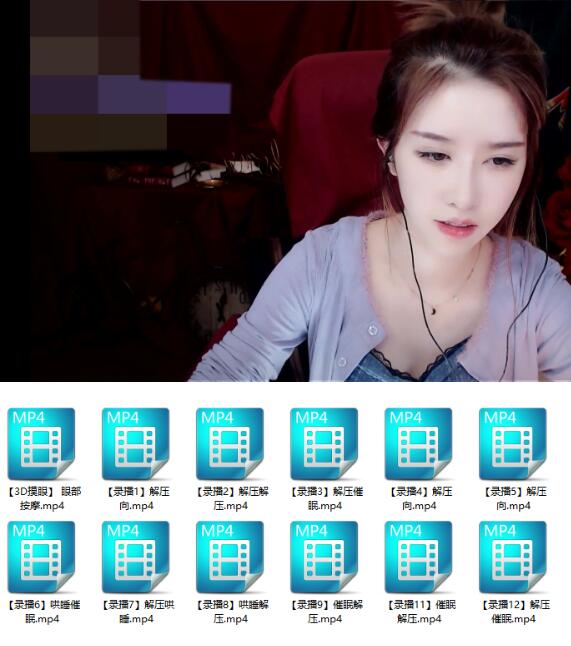 MP4 MP4 MP4 MP4 MP4 MP4
【3D摸眼】 眼部 【录播1】解压 【录播2】解压解 【录播3】解压催 【录播4】解压 【录播5】解压
按摩.mp4 向.mp4 压.mp4 眠.mp4 向.mp4 向.mp4
MP4 MP4 MP4 MP4 MP4 MP4
【录播6】哄睡催 【录播7】解压哄 【录播8】哄睡解 【录播9】催眠解 【录播11】催眠 【录播12】解压
眠.mp4 睡.mp4 压.mp4 压.mp4 解压.mp4 催眠.mp4